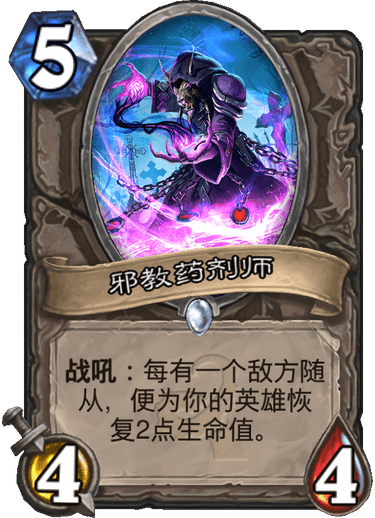 5
邪教药剂师
战吼：每有一个敌方随
从，便为你的英雄恢
复2点生命值。
4
4